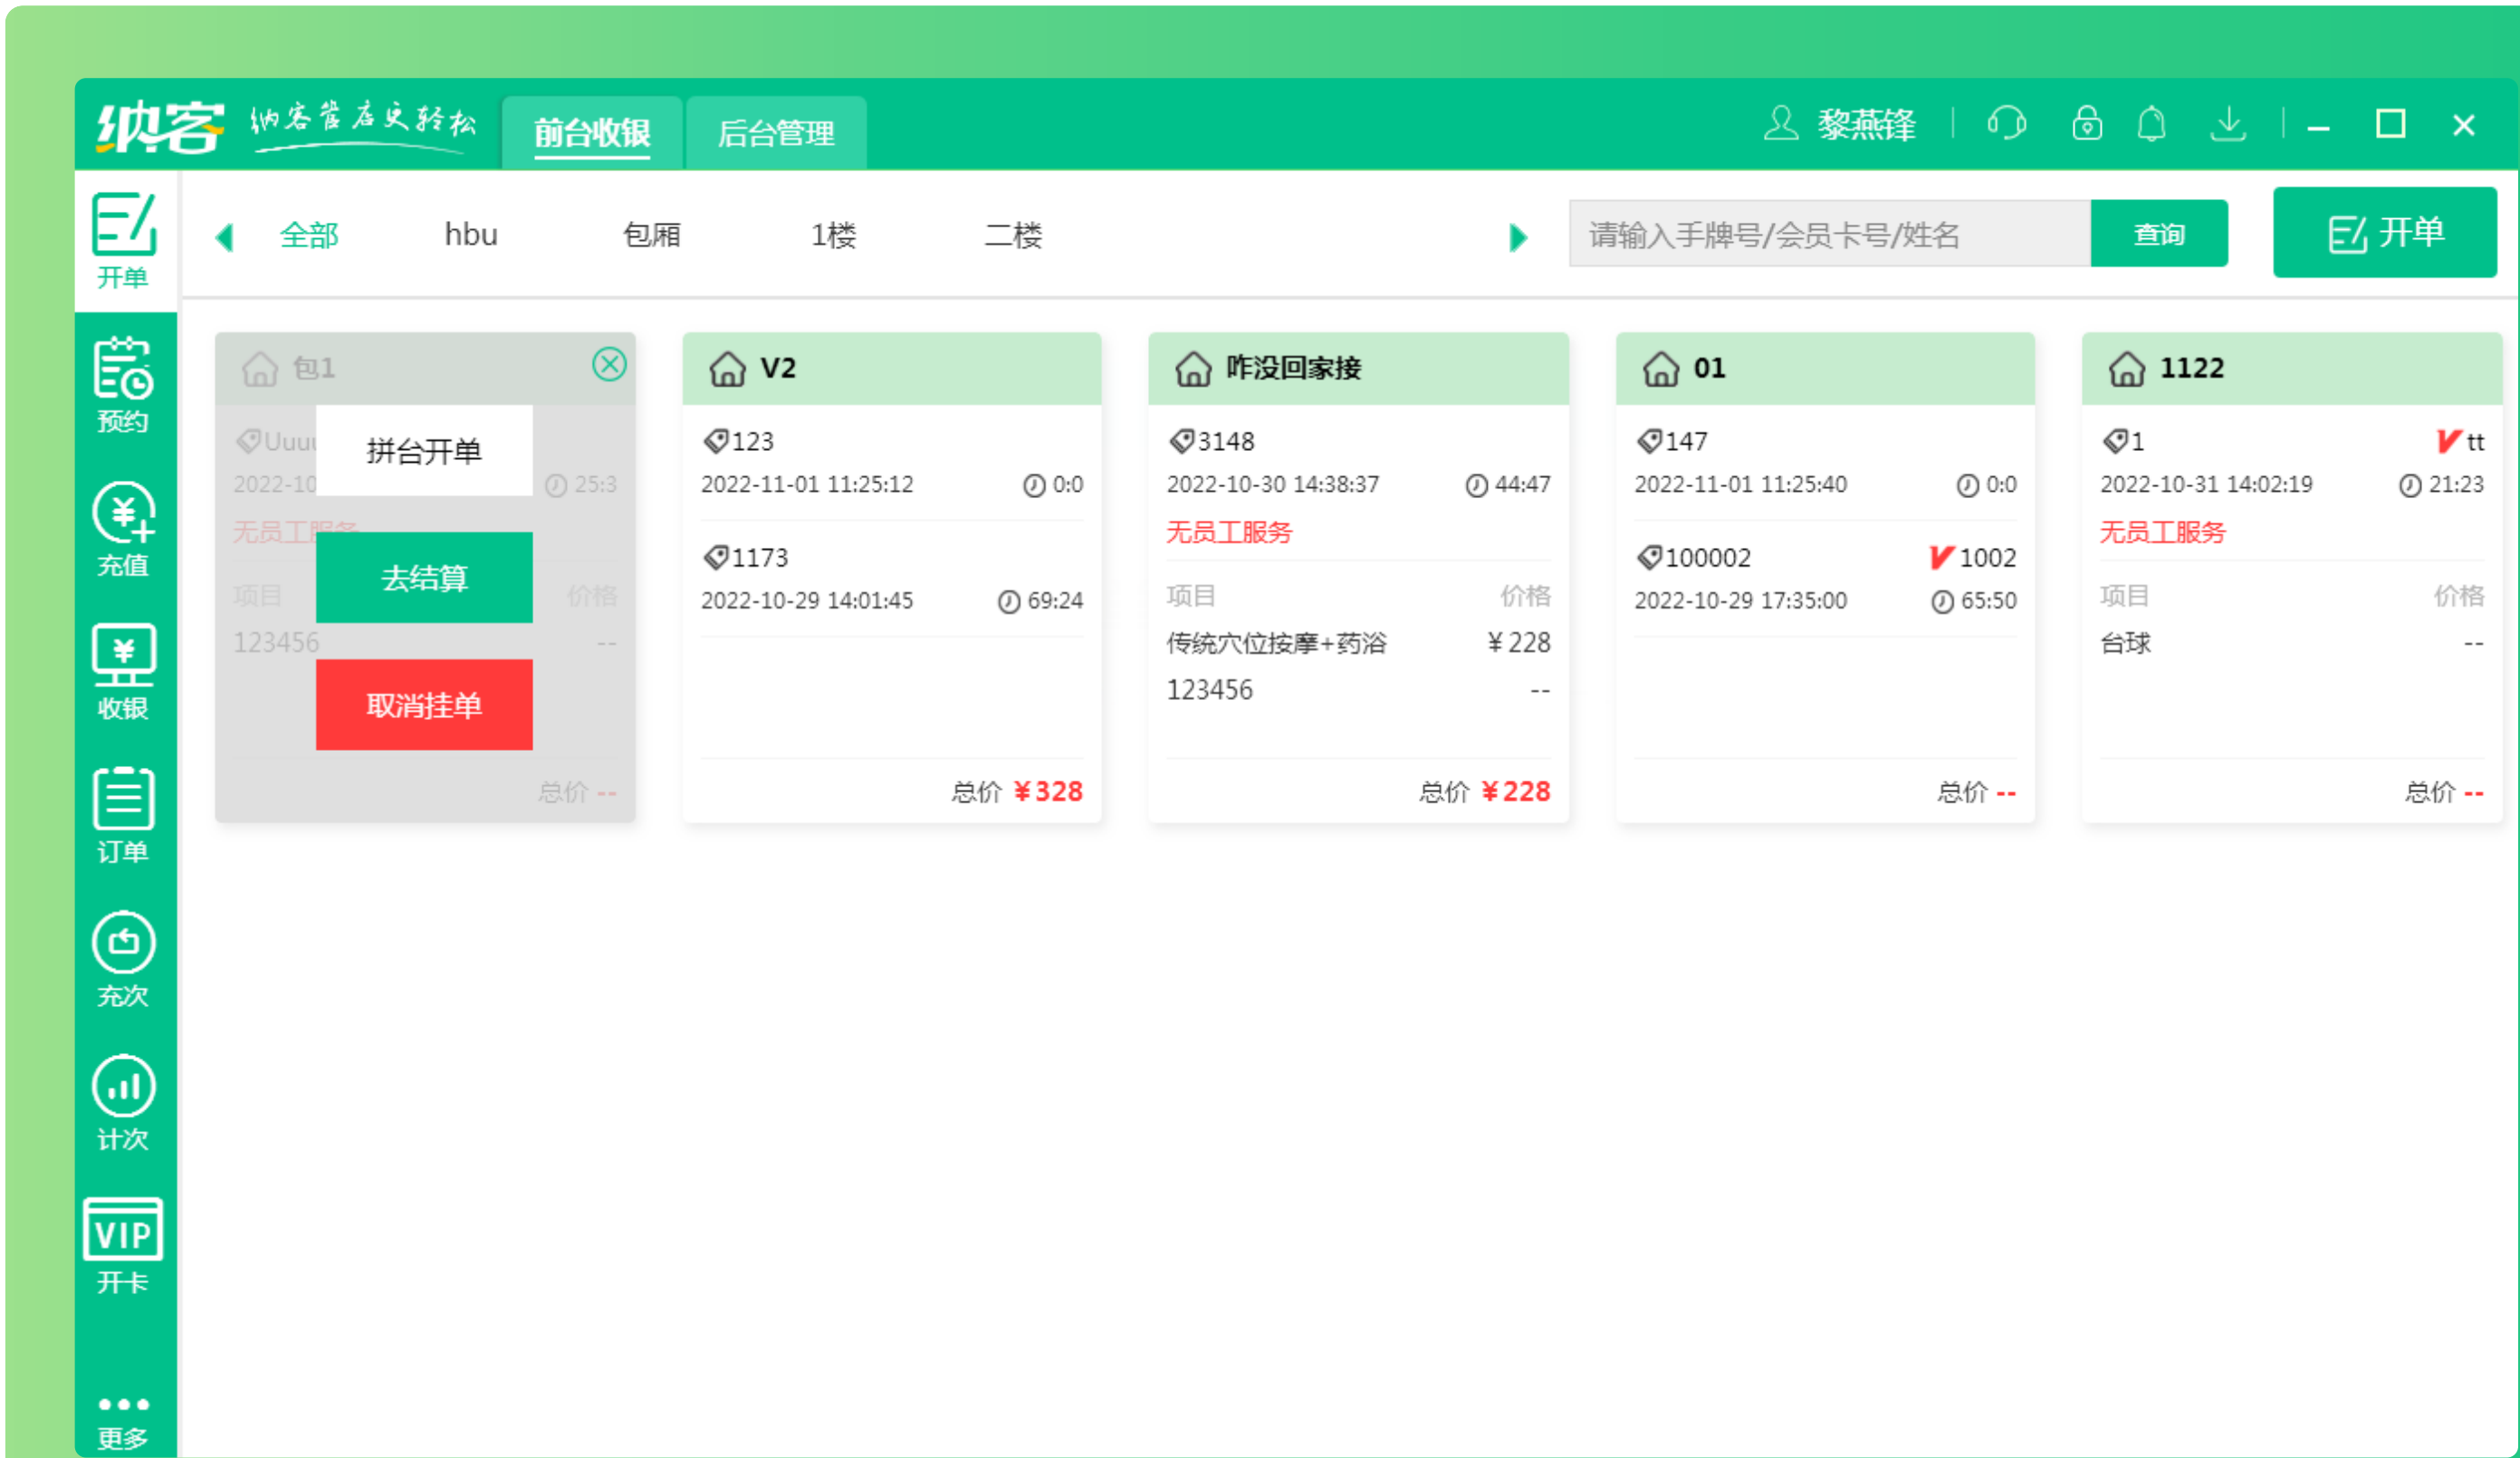 纳客 纳客管店更轻松 前台收银 后台管理 黎燕锋
开单
全部 hbu 包厢 1楼 二楼 请输入手牌号/会员卡号/姓名 查询 开单
预约
充值
收银
订单
充次
计次
VIP
开卡
更多
包1
Uuuu
拼台开单
2022-10 25:3
无员工服务
去结算
项目 价格
123456 --
取消挂单
总价 --
V2
123
2022-11-01 11:25:12 0:0
1173
2022-10-29 14:01:45 69:24
总价 ¥328
咋没回家接
3148
2022-10-30 14:38:37 44:47
无员工服务
项目 价格
传统穴位按摩+药浴 ¥228
123456 --
总价 ¥228
01
147
2022-11-01 11:25:40 0:0
100002 V 1002
2022-10-29 17:35:00 65:50
总价 --
1122
1 V tt
2022-10-31 14:02:19 21:23
无员工服务
项目 价格
台球 --
总价 --